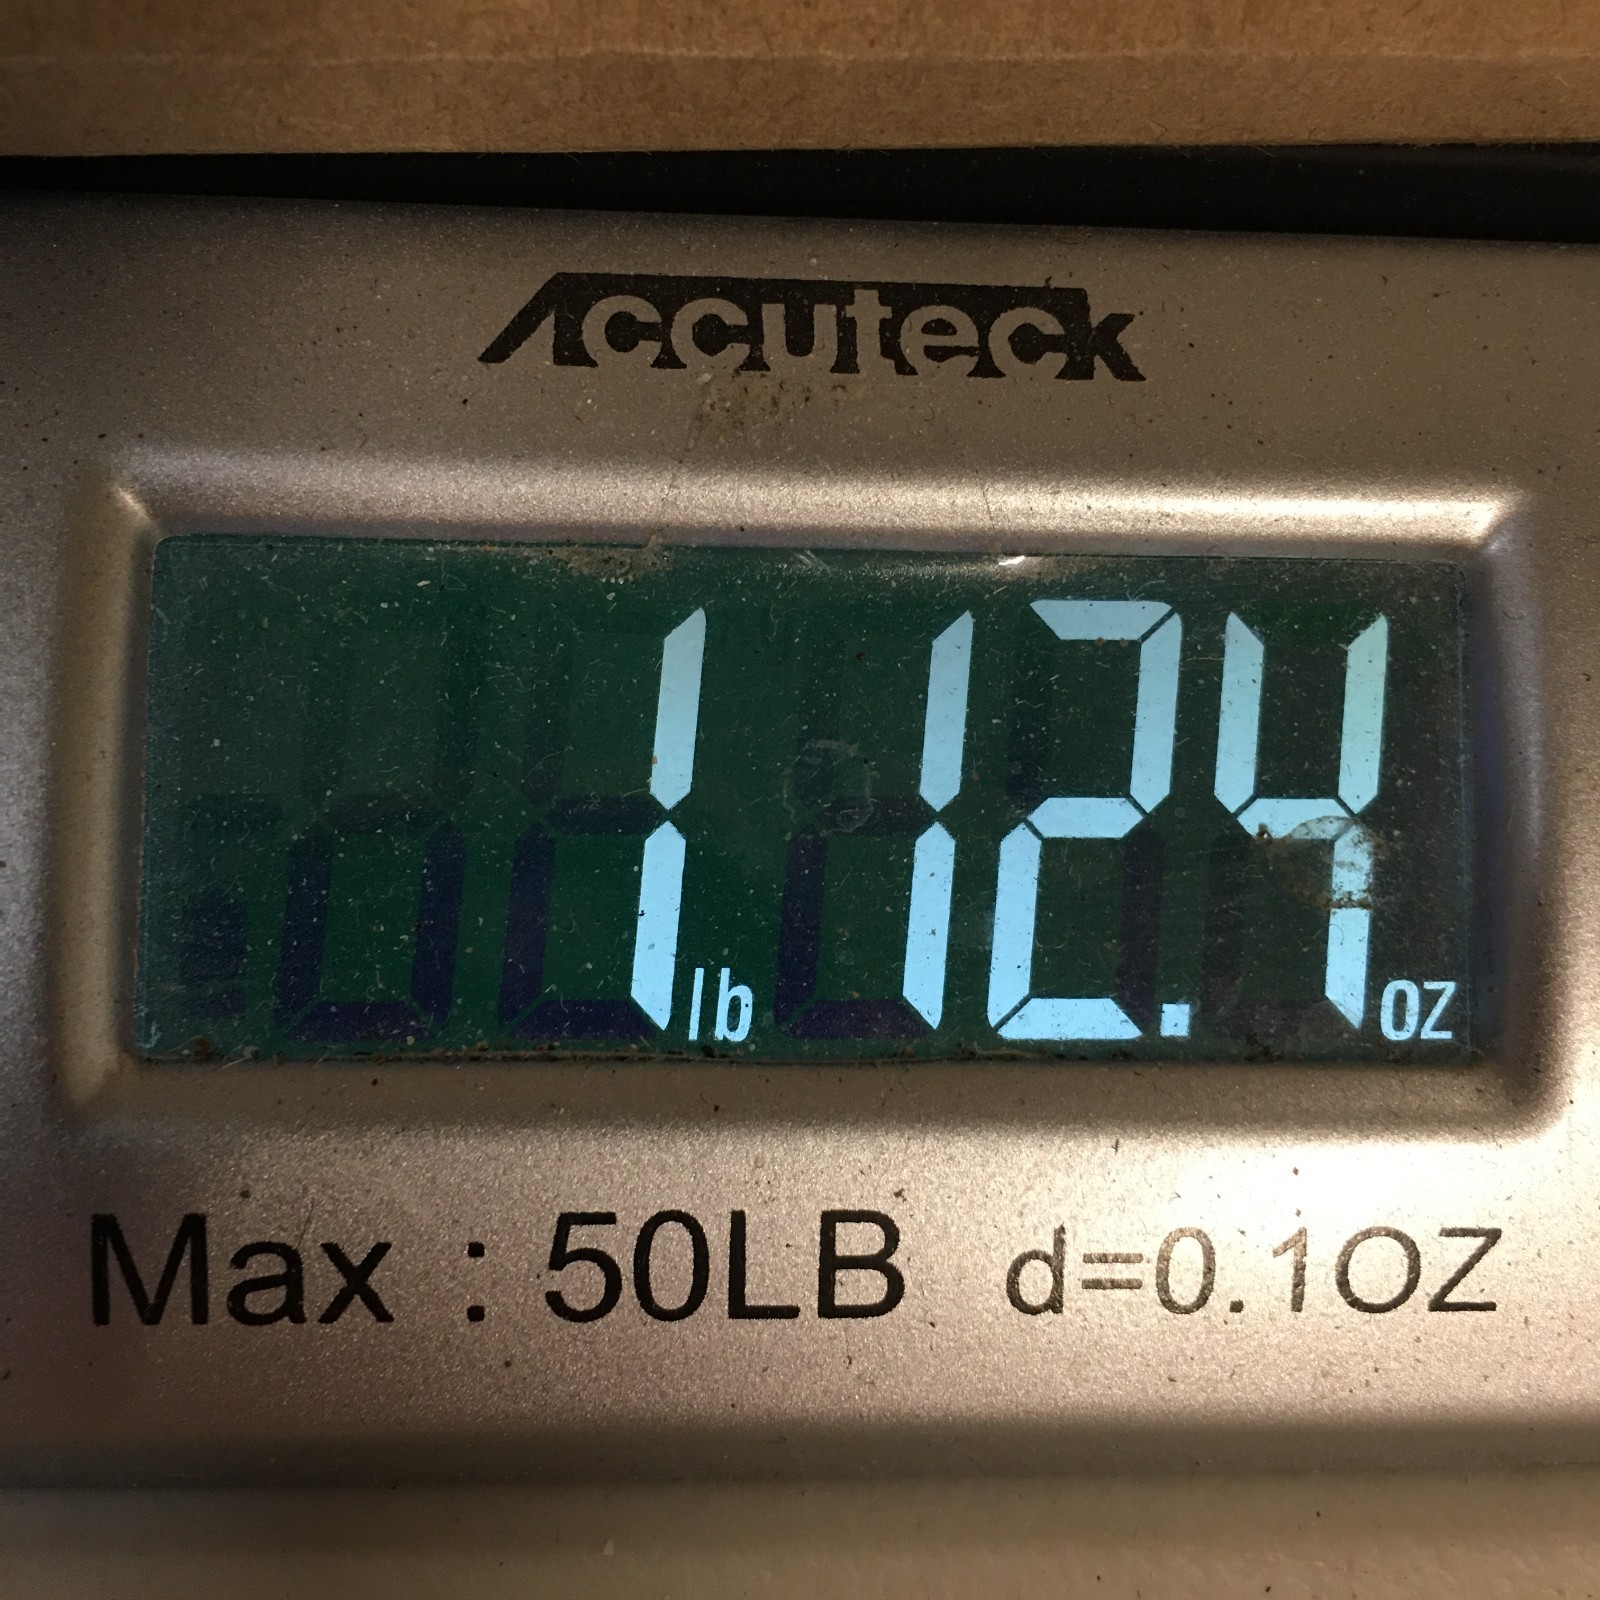 Accuteck
1 lb 12.4 oz
Max : 50LB d=0.1OZ